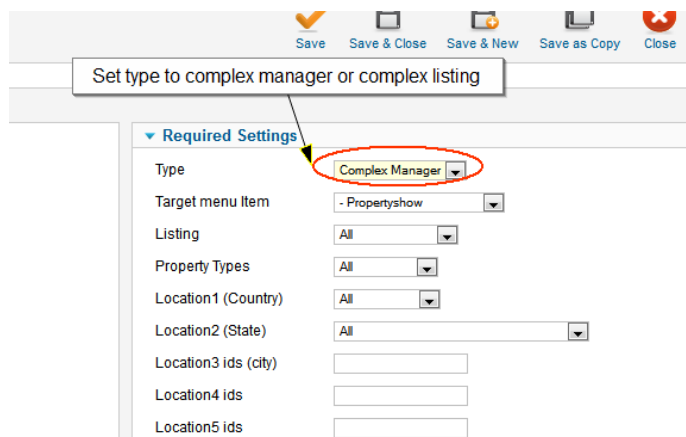 Save Save & Close Save & New Save as Copy Close
Set type to complex manager or complex listing
Required Settings
Type Complex Manager
Target menu Item - Propertyshow
Listing All
Property Types All
Location1 (Country) All
Location2 (State) All
Location3 ids (city)
Location4 ids
Location5 ids